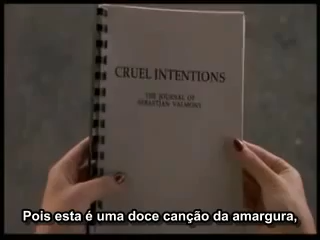 CRUEL INTENTIONS
THE JOURNAL OF
SEBASTIAN VALMONT
Pois esta é uma doce canção da amargura,